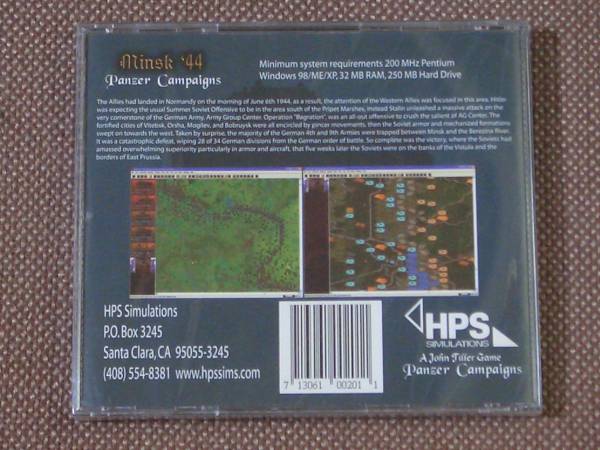 Minsk '44
Panzer Campaigns
Minimum system requirements 200 MHz Pentium
Windows 98/ME/XP, 32 MB RAM, 250 MB Hard Drive
The Allies had landed in Normandy on the morning of June 6th 1944, as a result, the attention of the Western Allies was focused in this area. Hitler
was expecting the usual Summer Soviet Offensive to be in the area south of the Pripet Marshes, instead Stalin unleashed a massive attack on the
very cornerstone of the German Army, Army Group Center. Operation "Bagration", was an all-out offensive to crush the salient of AG Center. The
fortified cities of Vitebsk, Orsha, Mogilev, and Bobruysk were all encircled by pincer movements, then the Soviet armor and mechanized formations
swept on towards the west. Taken by surprise, the majority of the German 4th and 9th Armies were trapped between Minsk and the Berezina River.
It was a catastrophic defeat, wiping 28 of 34 German divisions from the German order of battle. So complete was the victory, where the Soviets had
amassed overwhelming superiority particularly in armor and aircraft, that five weeks later the Soviets were on the banks of the Vistula and the
borders of East Prussia.
HPS Simulations
P.O. Box 3245
Santa Clara, CA 95055-3245
(408) 554-8381 www.hpssims.com
7 13061 00201 1
HPS
SIMULATIONS
A John Tiller Game
Panzer Campaigns